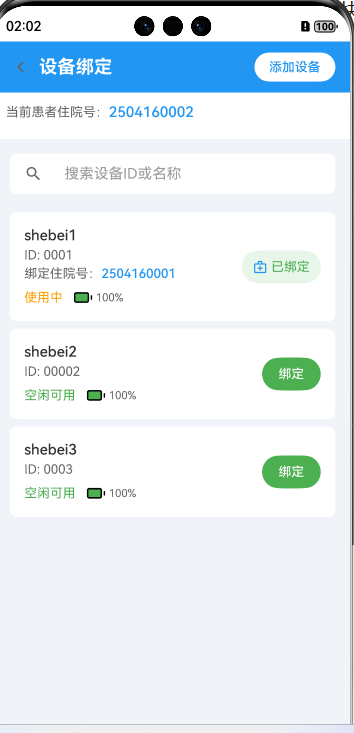 02:02
100
设备绑定
添加设备
当前患者住院号：2504160002
搜索设备ID或名称
shebei1
ID: 0001
绑定住院号：2504160001
已绑定
使用中 100%
shebei2
ID: 00002
绑定
空闲可用 100%
shebei3
ID: 0003
绑定
空闲可用 100%